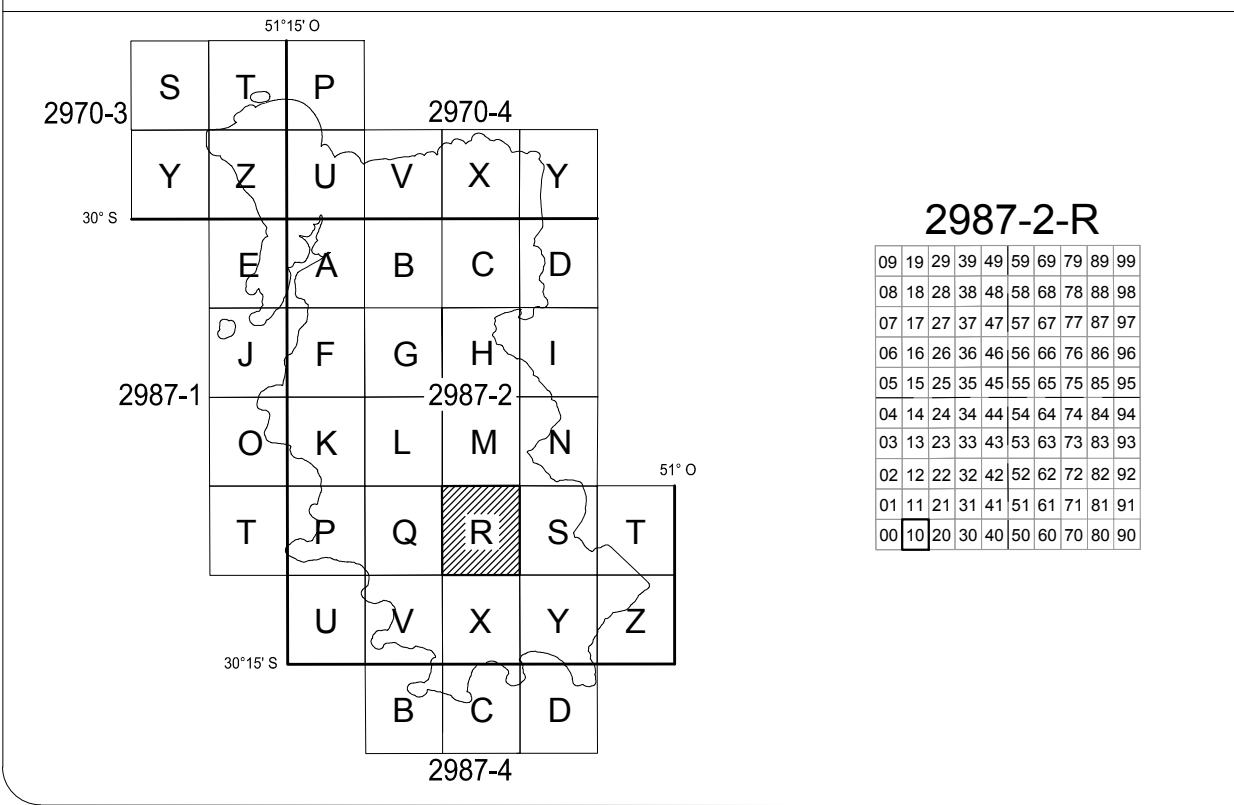 51°15' O
S T P
2970-3
2970-4
Y Z U V X Y
30° S
E A B C D
J F G H I
2987-1
2987-2
O K L M N
51° O
T P Q R S T
U V X Y Z
30°15' S
B C D
2987-4
2987-2-R
09 19 29 39 49 59 69 79 89 99
08 18 28 38 48 58 68 78 88 98
07 17 27 37 47 57 67 77 87 97
06 16 26 36 46 56 66 76 86 96
05 15 25 35 45 55 65 75 85 95
04 14 24 34 44 54 64 74 84 94
03 13 23 33 43 53 63 73 83 93
02 12 22 32 42 52 62 72 82 92
01 11 21 31 41 51 61 71 81 91
00 10 20 30 40 50 60 70 80 90